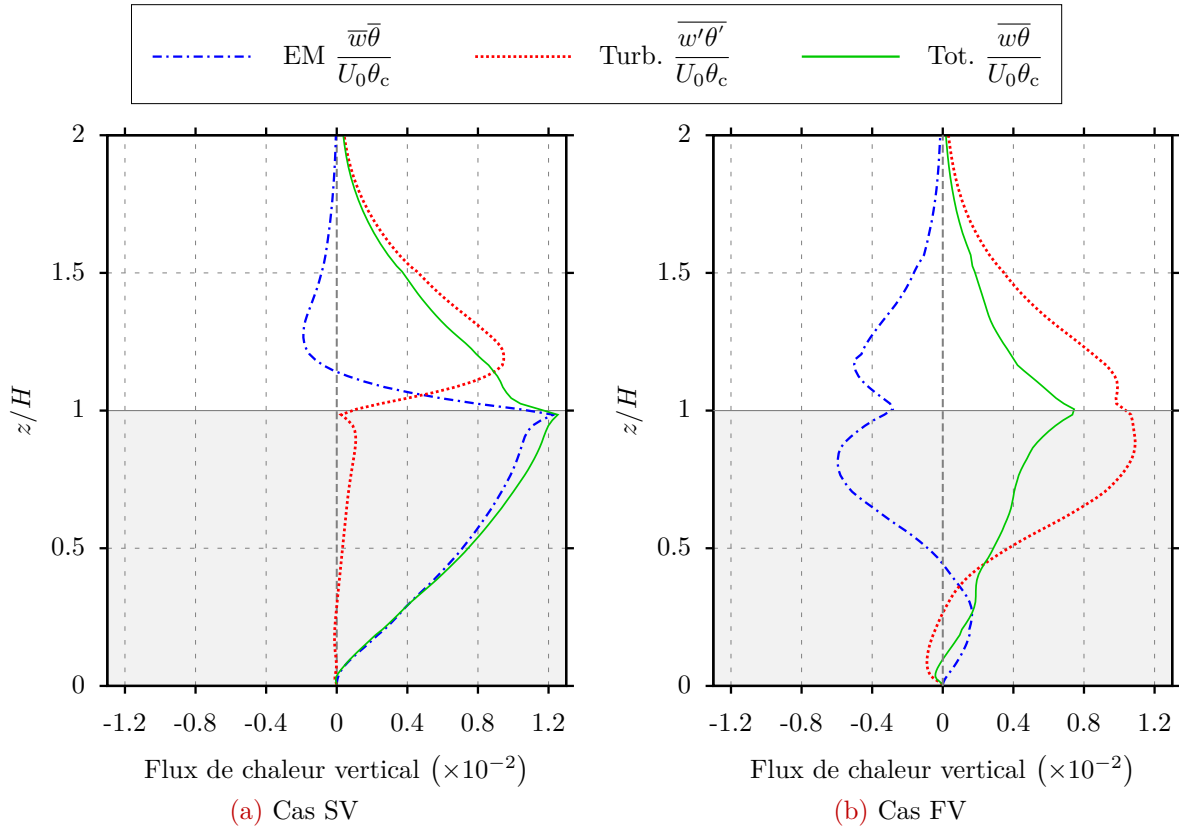 EM \frac{\overline{w}\overline{\theta}}{U_0\theta_c} Turb. \frac{\overline{w'\theta'}}{U_0\theta_c} Tot. \frac{\overline{w\theta}}{U_0\theta_c}
2
1.5
1
0.5
0
z/H
-1.2 -0.8 -0.4 0 0.4 0.8 1.2
Flux de chaleur vertical (×10⁻²)
(a) Cas SV
2
1.5
1
0.5
0
z/H
-1.2 -0.8 -0.4 0 0.4 0.8 1.2
Flux de chaleur vertical (×10⁻²)
(b) Cas FV